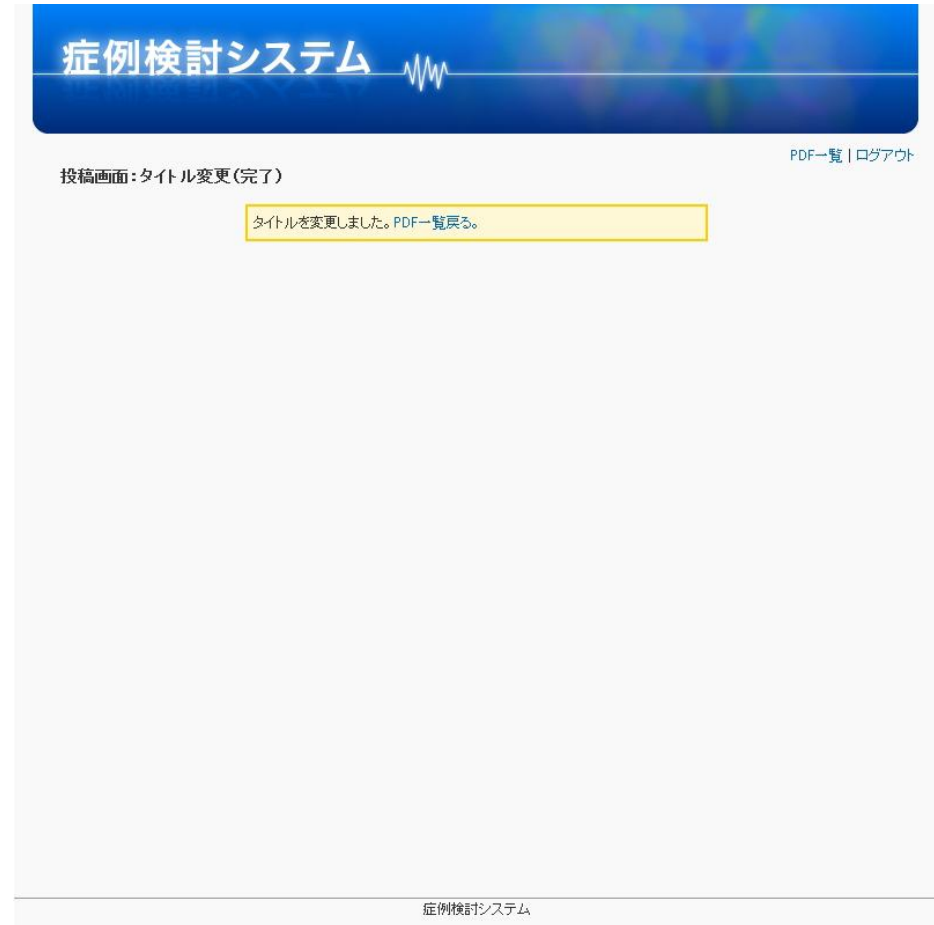 症例検討システム
PDF一覧 | ログアウト
投稿画面:タイトル変更(完了)
タイトルを変更しました。PDF一覧戻る。
症例検討システム